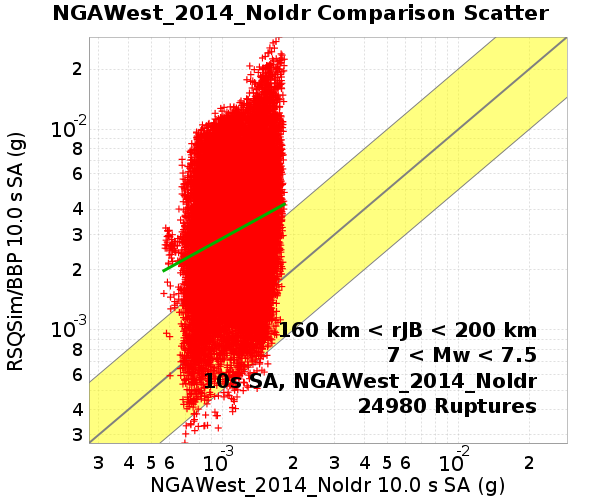 NGAWest_2014_NoIdr Comparison Scatter
RSQSim/BBP 10.0 s SA (g)
2
10-2
8
6
4
3
2
10-3
8
6
4
3
160 km < rJB < 200 km
7 < Mw < 7.5
10s SA, NGAWest_2014_NoIdr
24980 Ruptures
3 4 5 6 8 10-3 2 3 4 5 6 8 10-2 2
NGAWest_2014_NoIdr 10.0 s SA (g)